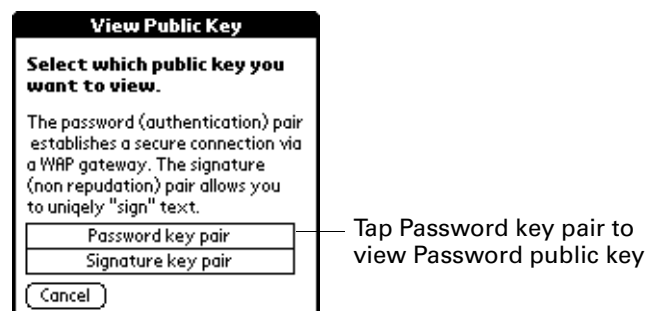 View Public Key
Select which public key you
want to view.
The password (authentication) pair
establishes a secure connection via
a WAP gateway. The signature
(non repudation) pair allows you
to uniqely "sign" text.
Password key pair
Signature key pair
Cancel
Tap Password key pair to
view Password public key